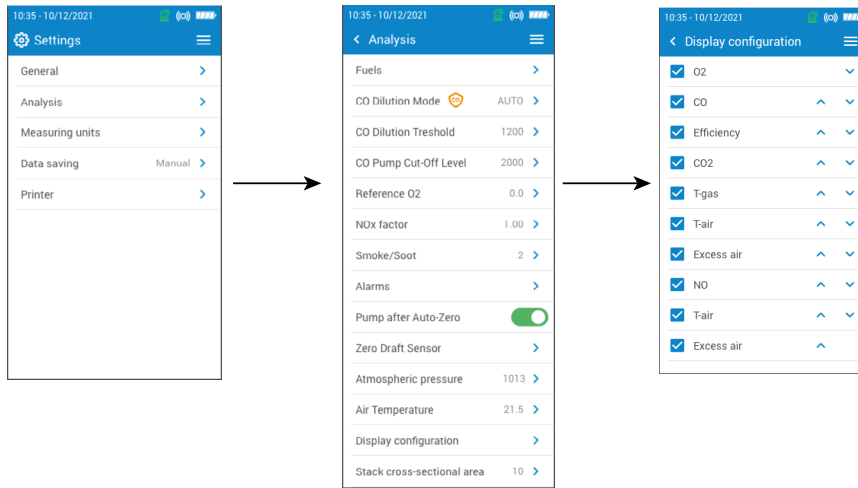 10:35 - 10/12/2021
Settings
General
Analysis
Measuring units
Data saving Manual
Printer
10:35 - 10/12/2021
Analysis
Fuels
CO Dilution Mode CO AUTO
CO Dilution Treshold 1200
CO Pump Cut-Off Level 2000
Reference O2 0.0
NOx factor 1.00
Smoke/Soot 2
Alarms
Pump after Auto-Zero
Zero Draft Sensor
Atmospheric pressure 1013
Air Temperature 21.5
Display configuration
Stack cross-sectional area 10
10:35 - 10/12/2021
Display configuration
O2
CO
Efficiency
CO2
T-gas
T-air
Excess air
NO
T-air
Excess air